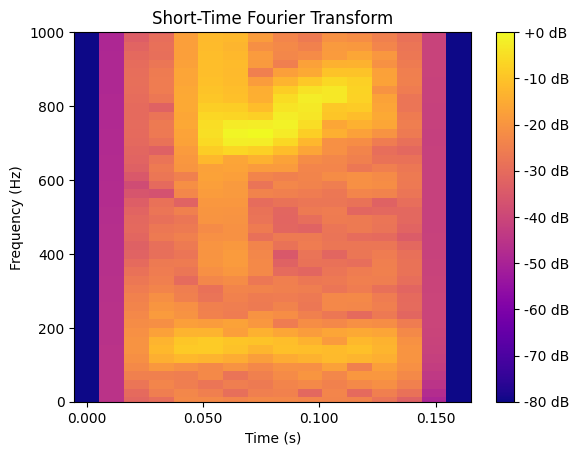 Short-Time Fourier Transform
1000
800
600
400
200
0
Frequency (Hz)
0.000
0.050
0.100
0.150
Time (s)
+0 dB
-10 dB
-20 dB
-30 dB
-40 dB
-50 dB
-60 dB
-70 dB
-80 dB